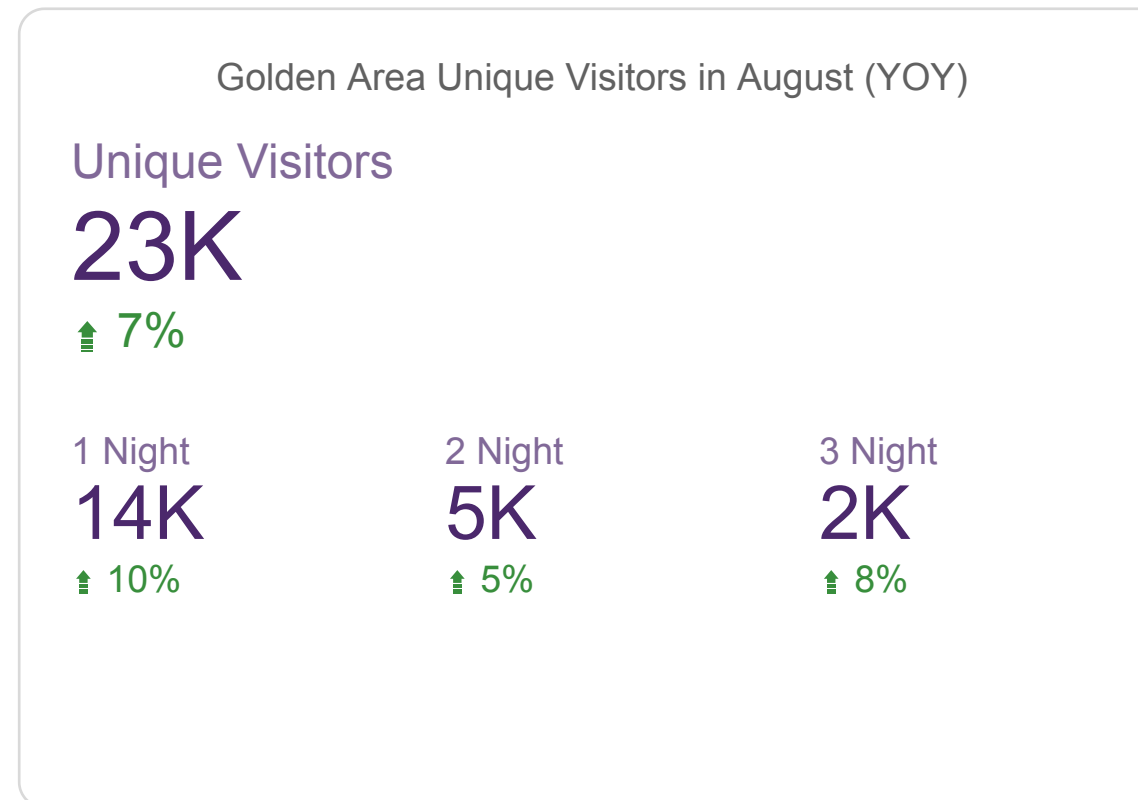 Golden Area Unique Visitors in August (YOY)
Unique Visitors
23K
7%
1 Night 2 Night 3 Night
14K 5K 2K
10% 5% 8%